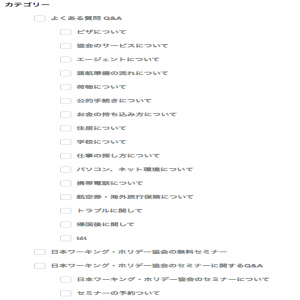 カテゴリー
よくある質問 Q&A
ビザについて
協会のサービスについて
エージェントについて
渡航準備の流れについて
荷物について
公的手続きについて
お金の持ち込み方について
住居について
学校について
仕事の探し方について
パソコン、ネット環境について
携帯電話について
航空券・海外旅行保険について
トラブルに関して
帰国後に関して
tét
日本ワーキング・ホリデー協会の無料セミナー
日本ワーキング・ホリデー協会のセミナーに関するQ&A
日本ワーキング・ホリデー協会のセミナーについて
セミナーの予約ついて